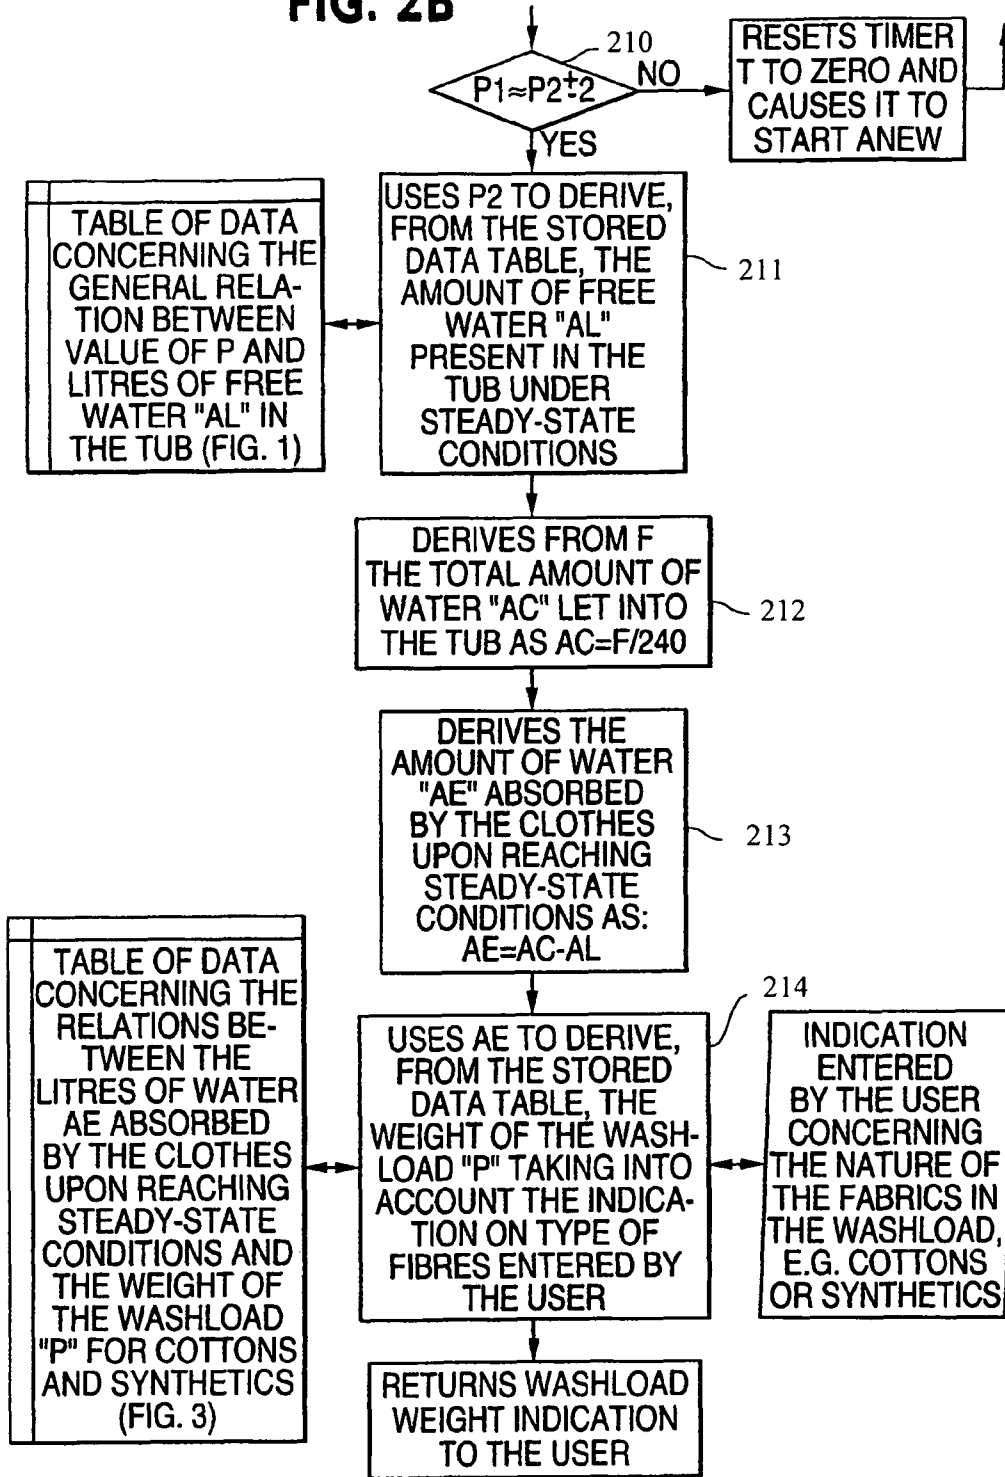 FIG. 2B
210
P1≈P2±2
NO
RESETS TIMER
T TO ZERO AND
CAUSES IT TO
START ANEW
YES
TABLE OF DATA
CONCERNING THE
GENERAL RELA-
TION BETWEEN
VALUE OF P AND
LITRES OF FREE
WATER "AL" IN
THE TUB (FIG. 1)
USES P2 TO DERIVE,
FROM THE STORED
DATA TABLE, THE
AMOUNT OF FREE
WATER "AL"
PRESENT IN THE
TUB UNDER
STEADY-STATE
CONDITIONS
211
DERIVES FROM F
THE TOTAL AMOUNT OF
WATER "AC" LET INTO
THE TUB AS AC=F/240
212
DERIVES THE
AMOUNT OF WATER
"AE" ABSORBED
BY THE CLOTHES
UPON REACHING
STEADY-STATE
CONDITIONS AS:
AE=AC-AL
213
TABLE OF DATA
CONCERNING THE
RELATIONS BE-
TWEEN THE
LITRES OF WATER
AE ABSORBED
BY THE CLOTHES
UPON REACHING
STEADY-STATE
CONDITIONS AND
THE WEIGHT OF
THE WASHLOAD
"P" FOR COTTONS
AND SYNTHETICS
(FIG. 3)
USES AE TO DERIVE,
FROM THE STORED
DATA TABLE, THE
WEIGHT OF THE WASH-
LOAD "P" TAKING INTO
ACCOUNT THE INDICA-
TION ON TYPE OF
FIBRES ENTERED BY
THE USER
214
INDICATION
ENTERED
BY THE USER
CONCERNING
THE NATURE OF
THE FABRICS IN
THE WASHLOAD,
E.G. COTTONS
OR SYNTHETICS
RETURNS WASHLOAD
WEIGHT INDICATION
TO THE USER